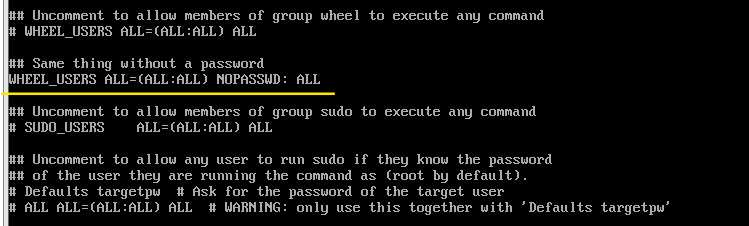 ## Uncomment to allow members of group wheel to execute any command
# WHEEL_USERS ALL=(ALL:ALL) ALL
## Same thing without a password
WHEEL_USERS ALL=(ALL:ALL) NOPASSWD: ALL
## Uncomment to allow members of group sudo to execute any command
# SUDO_USERS    ALL=(ALL:ALL) ALL
## Uncomment to allow any user to run sudo if they know the password
## of the user they are running the command as (root by default).
# Defaults targetpw  # Ask for the password of the target user
# ALL ALL=(ALL:ALL) ALL  # WARNING: only use this together with 'Defaults targetpw'